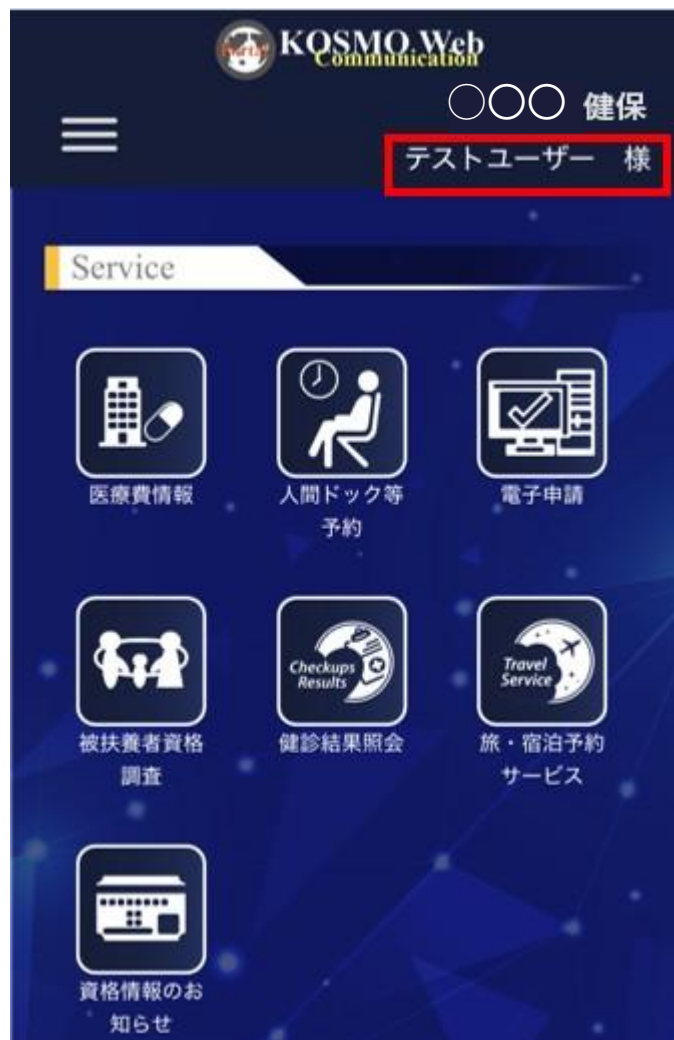 Portal
KOSMO Web
Communication
〇〇〇 健保
テストユーザー 様
Service
医療費情報
人間ドック等
予約
電子申請
被扶養者資格
調査
Checkups
Results
健診結果照会
Travel
Service
旅・宿泊予約
サービス
資格情報のお
知らせ